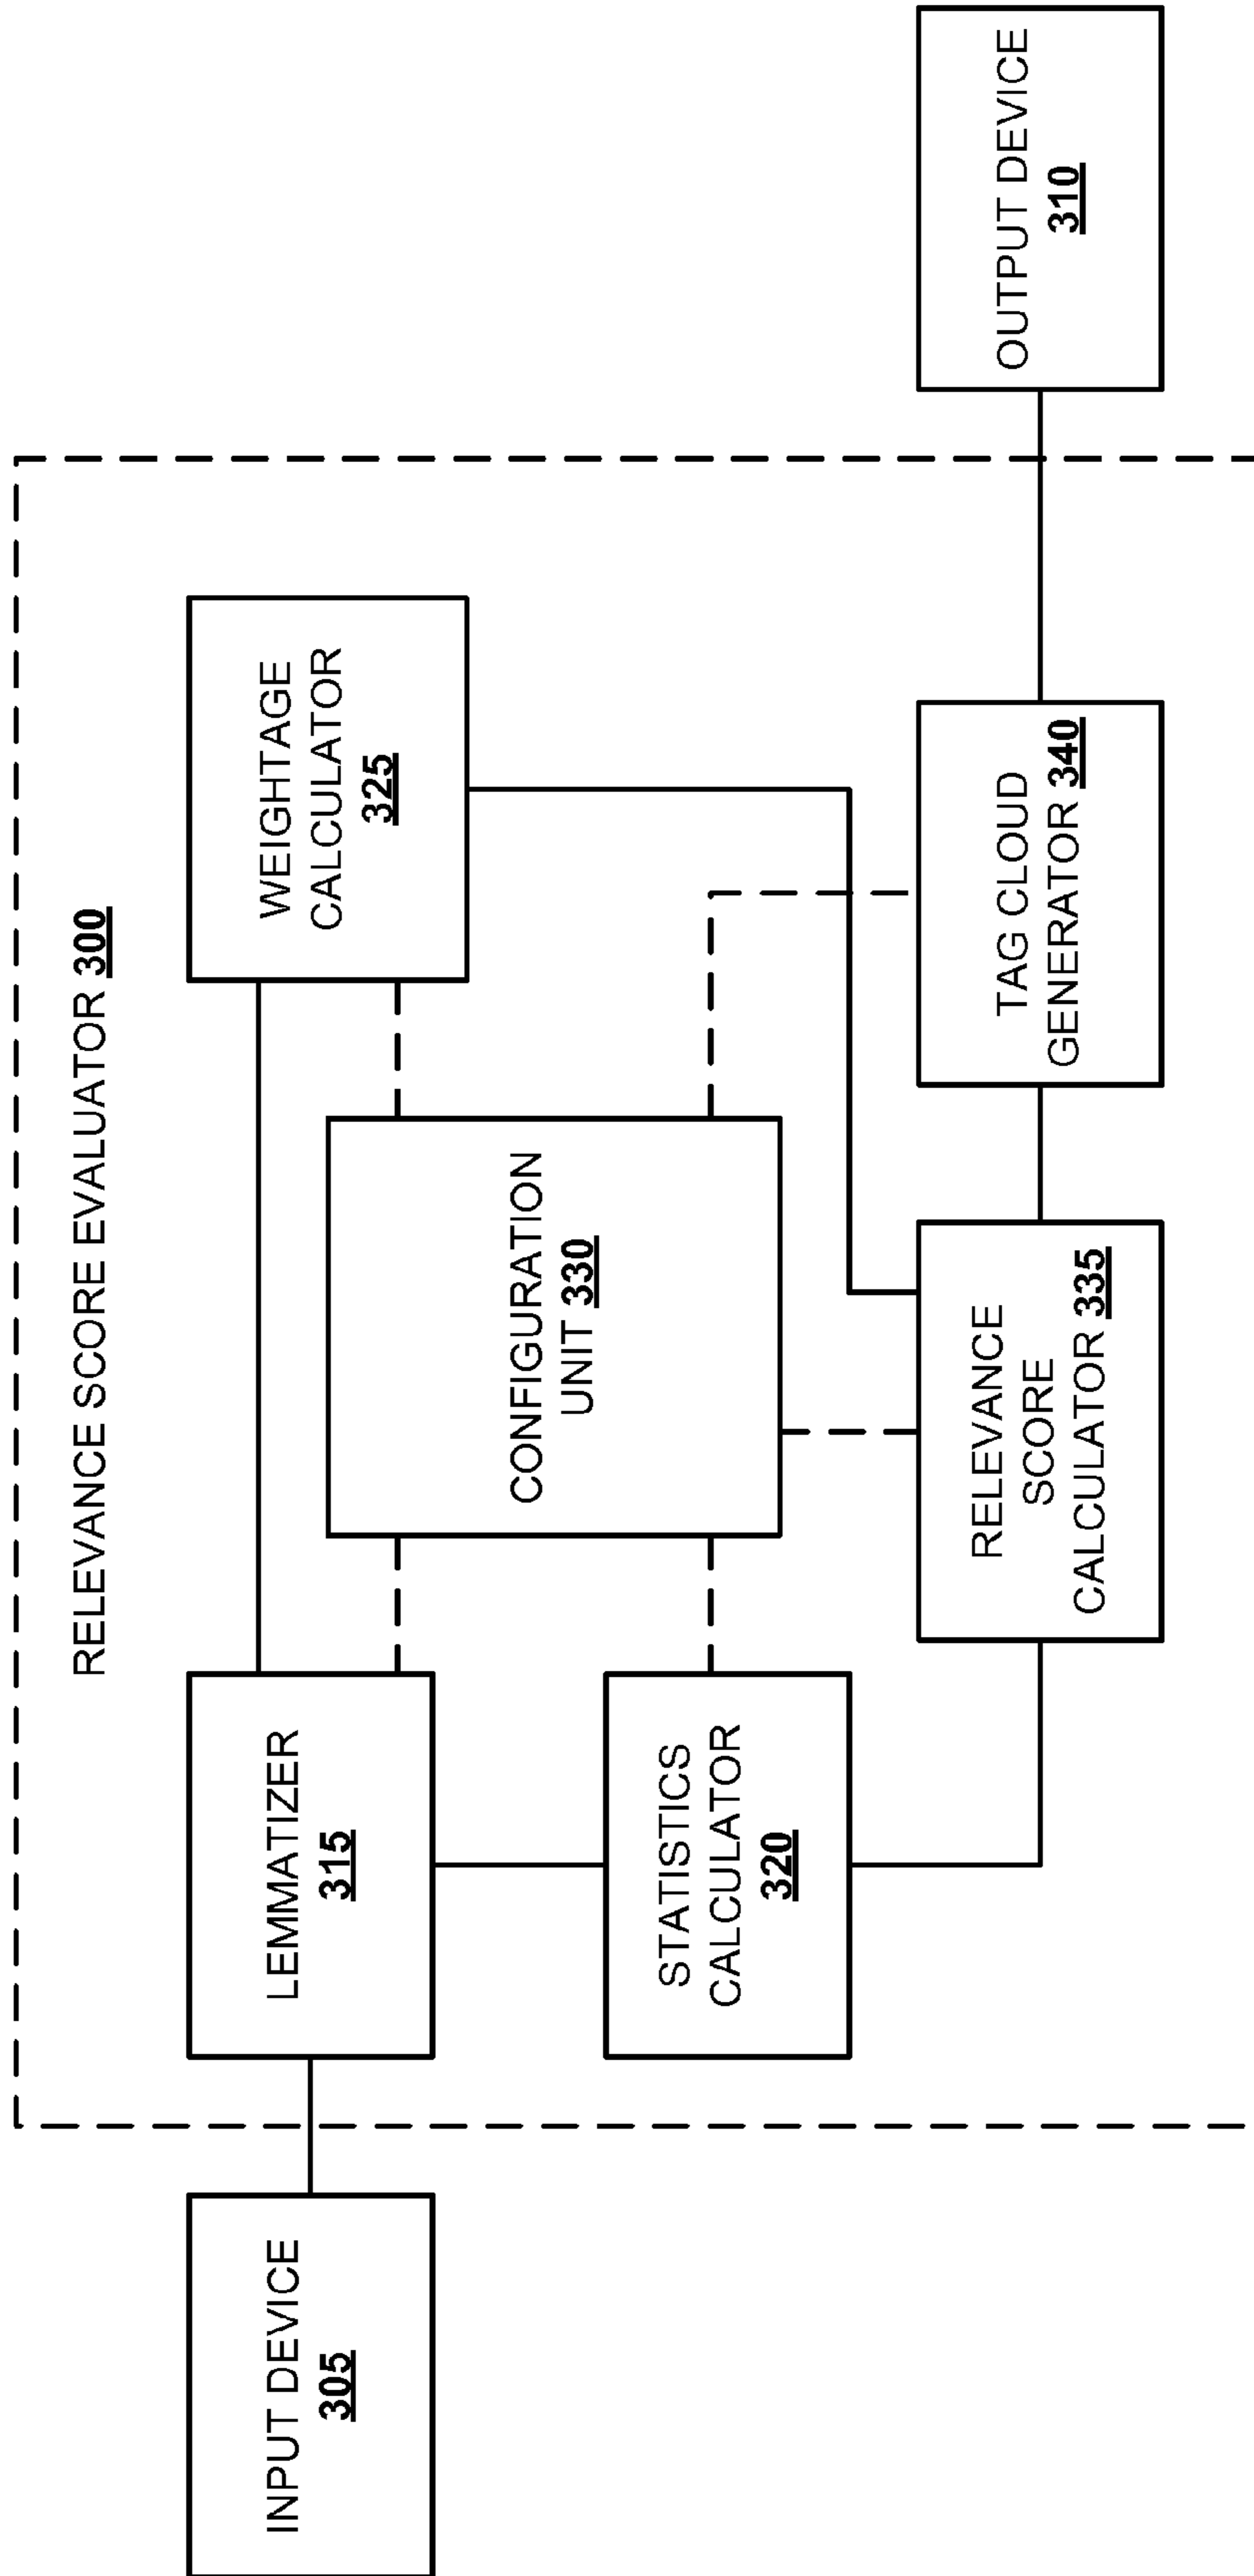 RELEVANCE SCORE EVALUATOR 300
INPUT DEVICE
305
LEMMATIZER
315
WEIGHTAGE
CALCULATOR
325
CONFIGURATION
UNIT 330
STATISTICS
CALCULATOR
320
RELEVANCE
SCORE
CALCULATOR 335
TAG CLOUD
GENERATOR 340
OUTPUT DEVICE
310